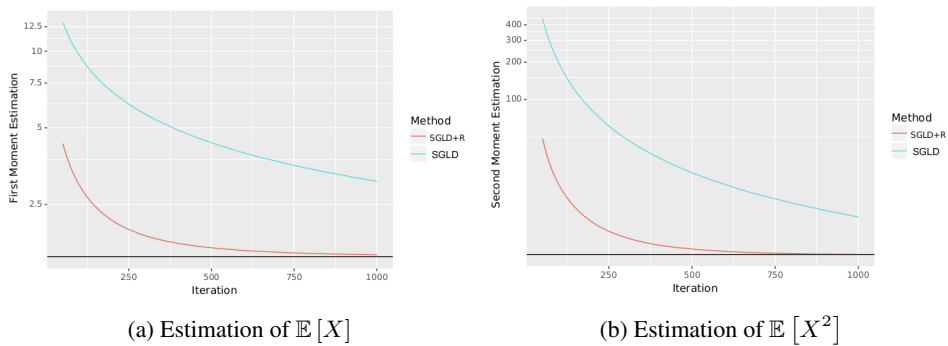 First Moment Estimation
12.5
10
7.5
5
2.5
250
500
750
1000
Iteration
Method
SGLD+R
SGLD
Second Moment Estimation
400
300
200
100
250
500
750
1000
Iteration
Method
SGLD+R
SGLD
(a) Estimation of 𝔼 [X]
(b) Estimation of 𝔼 [X²]